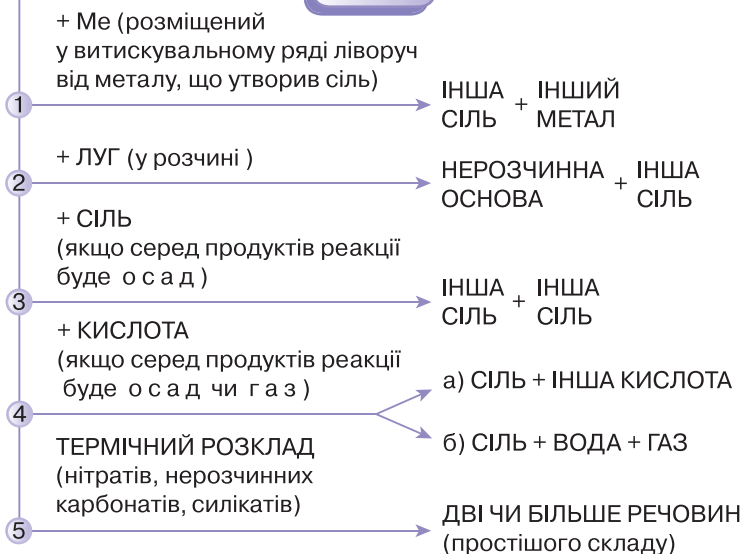 + Ме (розміщений
у витискувальному ряді ліворуч
від металу, що утворив сіль)
1
ІНША СІЛЬ + ІНШИЙ МЕТАЛ
+ ЛУГ (у розчині )
2
НЕРОЗЧИННА ОСНОВА + ІНША СІЛЬ
+ СІЛЬ
(якщо серед продуктів реакції
буде о с а д )
3
ІНША СІЛЬ + ІНША СІЛЬ
+ КИСЛОТА
(якщо серед продуктів реакції
буде о с а д чи г а з )
4
а) СІЛЬ + ІНША КИСЛОТА
б) СІЛЬ + ВОДА + ГАЗ
ТЕРМІЧНИЙ РОЗКЛАД
(нітратів, нерозчинних
карбонатів, силікатів)
5
ДВІ ЧИ БІЛЬШЕ РЕЧОВИН
(простішого складу)